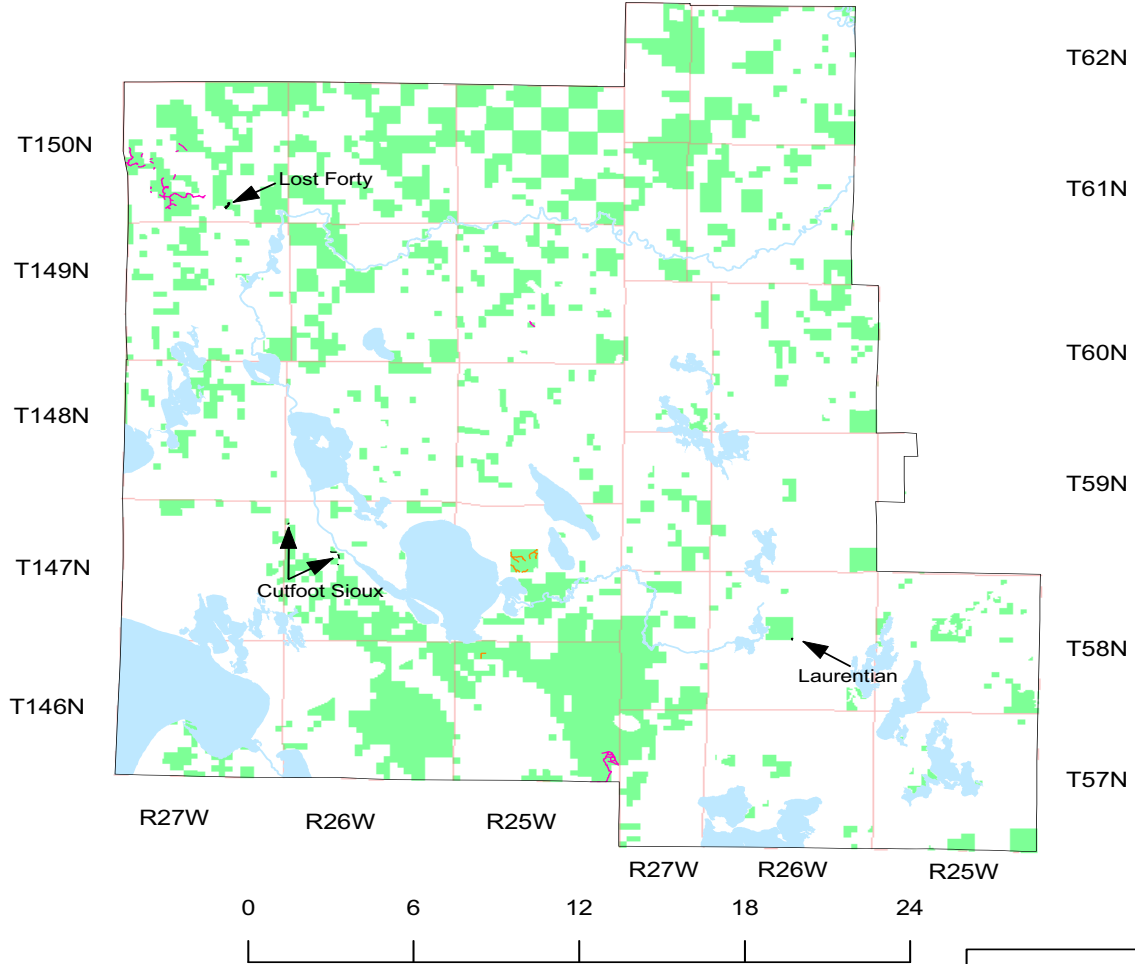 T62N
T150N
Lost Forty
T61N
T149N
T60N
T148N
T59N
T147N
Cutfoot Sioux
T58N
Laurentian
T146N
T57N
R27W
R26W
R25W
R27W
R26W
R25W
0 6 12 18 24